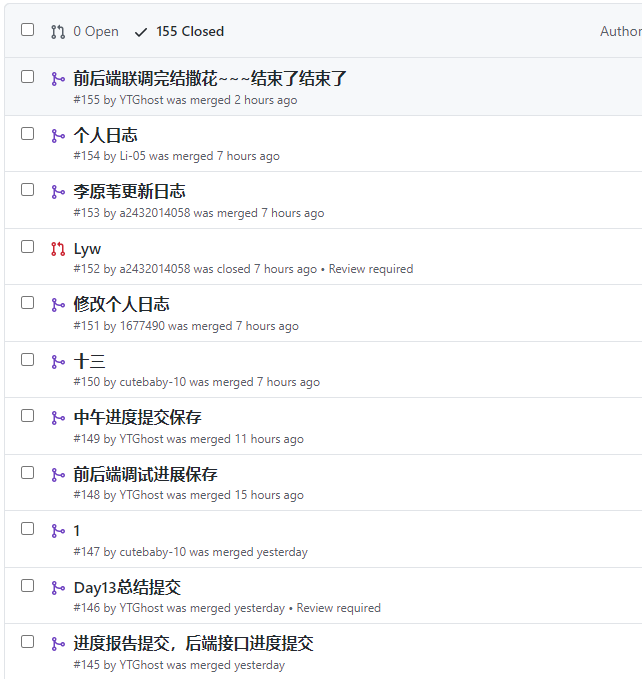 0 Open 155 Closed Author
前后端联调完结撒花~~~结束了结束了
#155 by YTGhost was merged 2 hours ago
个人日志
#154 by Li-05 was merged 7 hours ago
李原苇更新日志
#153 by a2432014058 was merged 7 hours ago
Lyw
#152 by a2432014058 was closed 7 hours ago • Review required
修改个人日志
#151 by 1677490 was merged 7 hours ago
十三
#150 by cutebaby-10 was merged 7 hours ago
中午进度提交保存
#149 by YTGhost was merged 11 hours ago
前后端调试进展保存
#148 by YTGhost was merged 15 hours ago
1
#147 by cutebaby-10 was merged yesterday
Day13总结提交
#146 by YTGhost was merged yesterday • Review required
进度报告提交，后端接口进度提交
#145 by YTGhost was merged yesterday